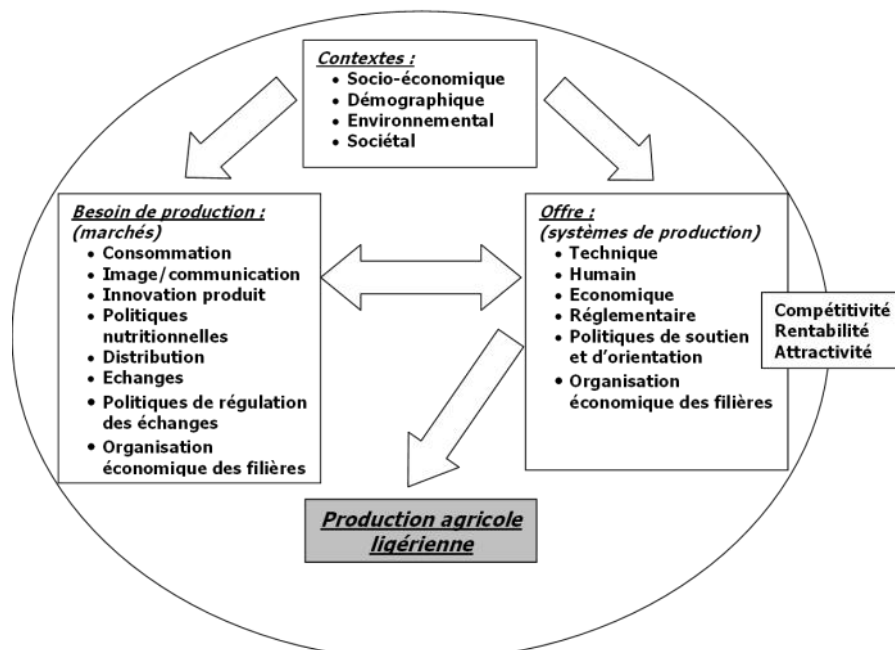 Contextes :
• Socio-économique
• Démographique
• Environnemental
• Sociétal
Besoin de production :
(marchés)
• Consommation
• Image/communication
• Innovation produit
• Politiques
nutritionnelles
• Distribution
• Echanges
• Politiques de régulation
des échanges
• Organisation
économique des filières
Offre :
(systèmes de production)
• Technique
• Humain
• Economique
• Réglementaire
• Politiques de soutien
et d'orientation
• Organisation
économique des filières
Compétitivité
Rentabilité
Attractivité
Production agricole
ligérienne